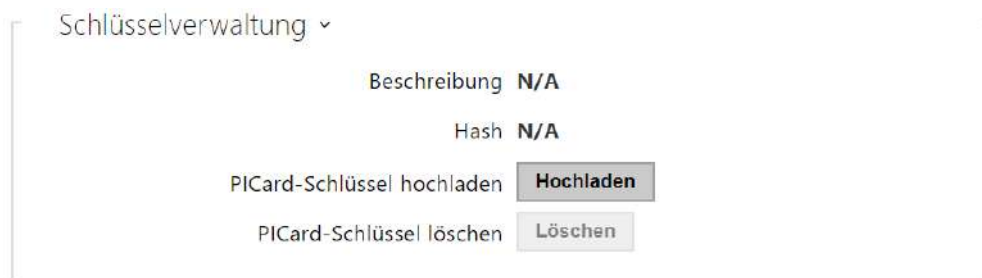 Schlüsselverwaltung
Beschreibung N/A
Hash N/A
PICard-Schlüssel hochladen Hochladen
PICard-Schlüssel löschen Löschen